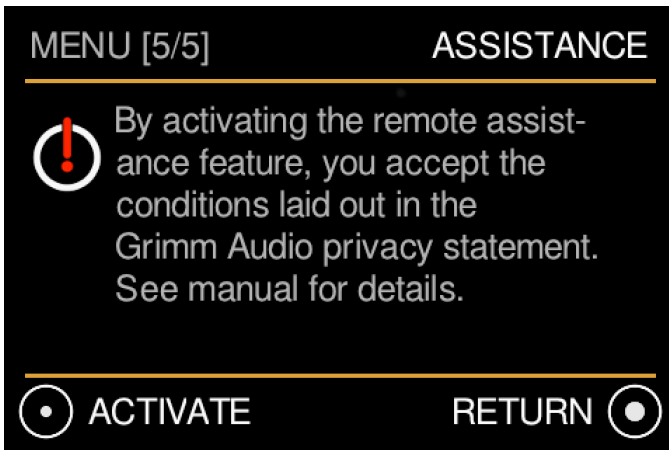 MENU [5/5] ASSISTANCE
By activating the remote assist-
ance feature, you accept the
conditions laid out in the
Grimm Audio privacy statement.
See manual for details.
ACTIVATE RETURN